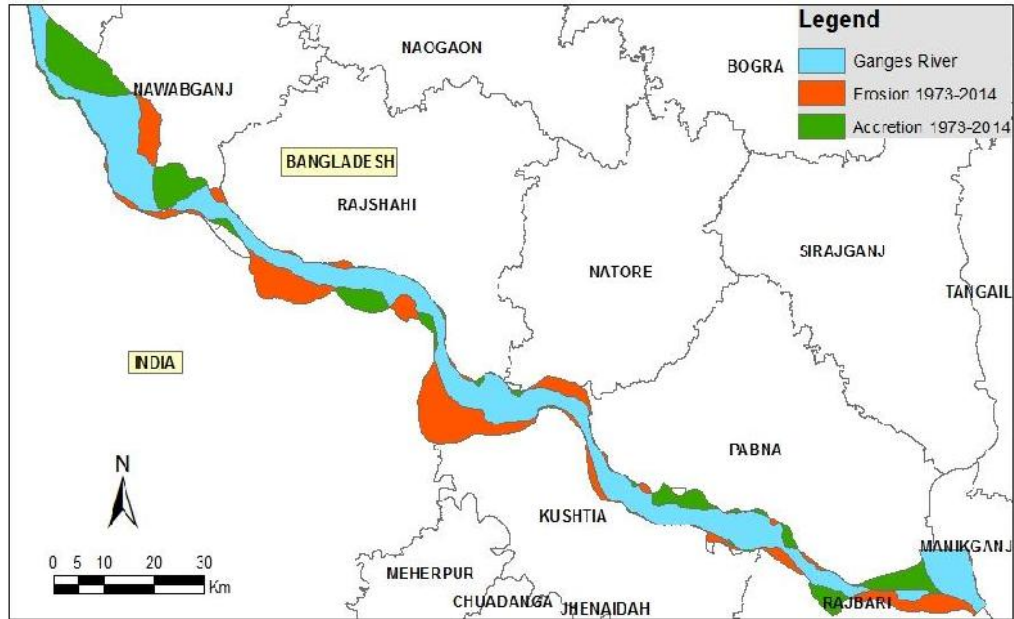 Legend
Ganges River
Erosion 1973-2014
Accretion 1973-2014
NAOGAON
BOGRA
NAWABGANJ
BANGLADESH
RAJSHAHI
SIRAJGANJ
NATORE
TANGAIL
INDIA
PABNA
N
KUSHTIA
MANIKGANJ
0 5 10 20 30
Km
MEHERPUR
CHUADANGA
JHENAIDAH
RAJBARI